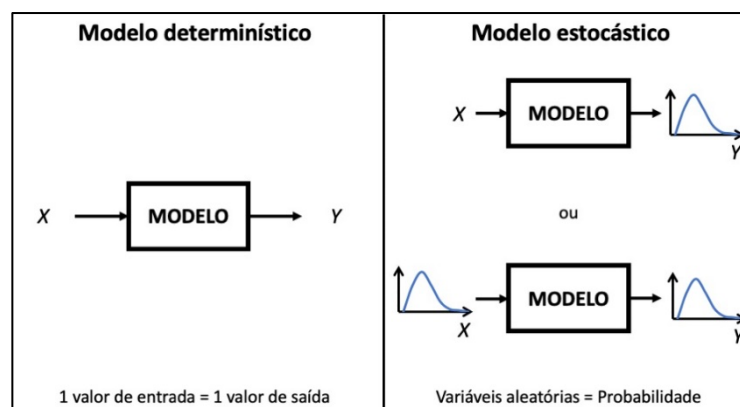 Modelo determinístico
X
MODELO
Y
1 valor de entrada = 1 valor de saída
Modelo estocástico
X
MODELO
Y
ou
X
MODELO
Y
Variáveis aleatórias = Probabilidade